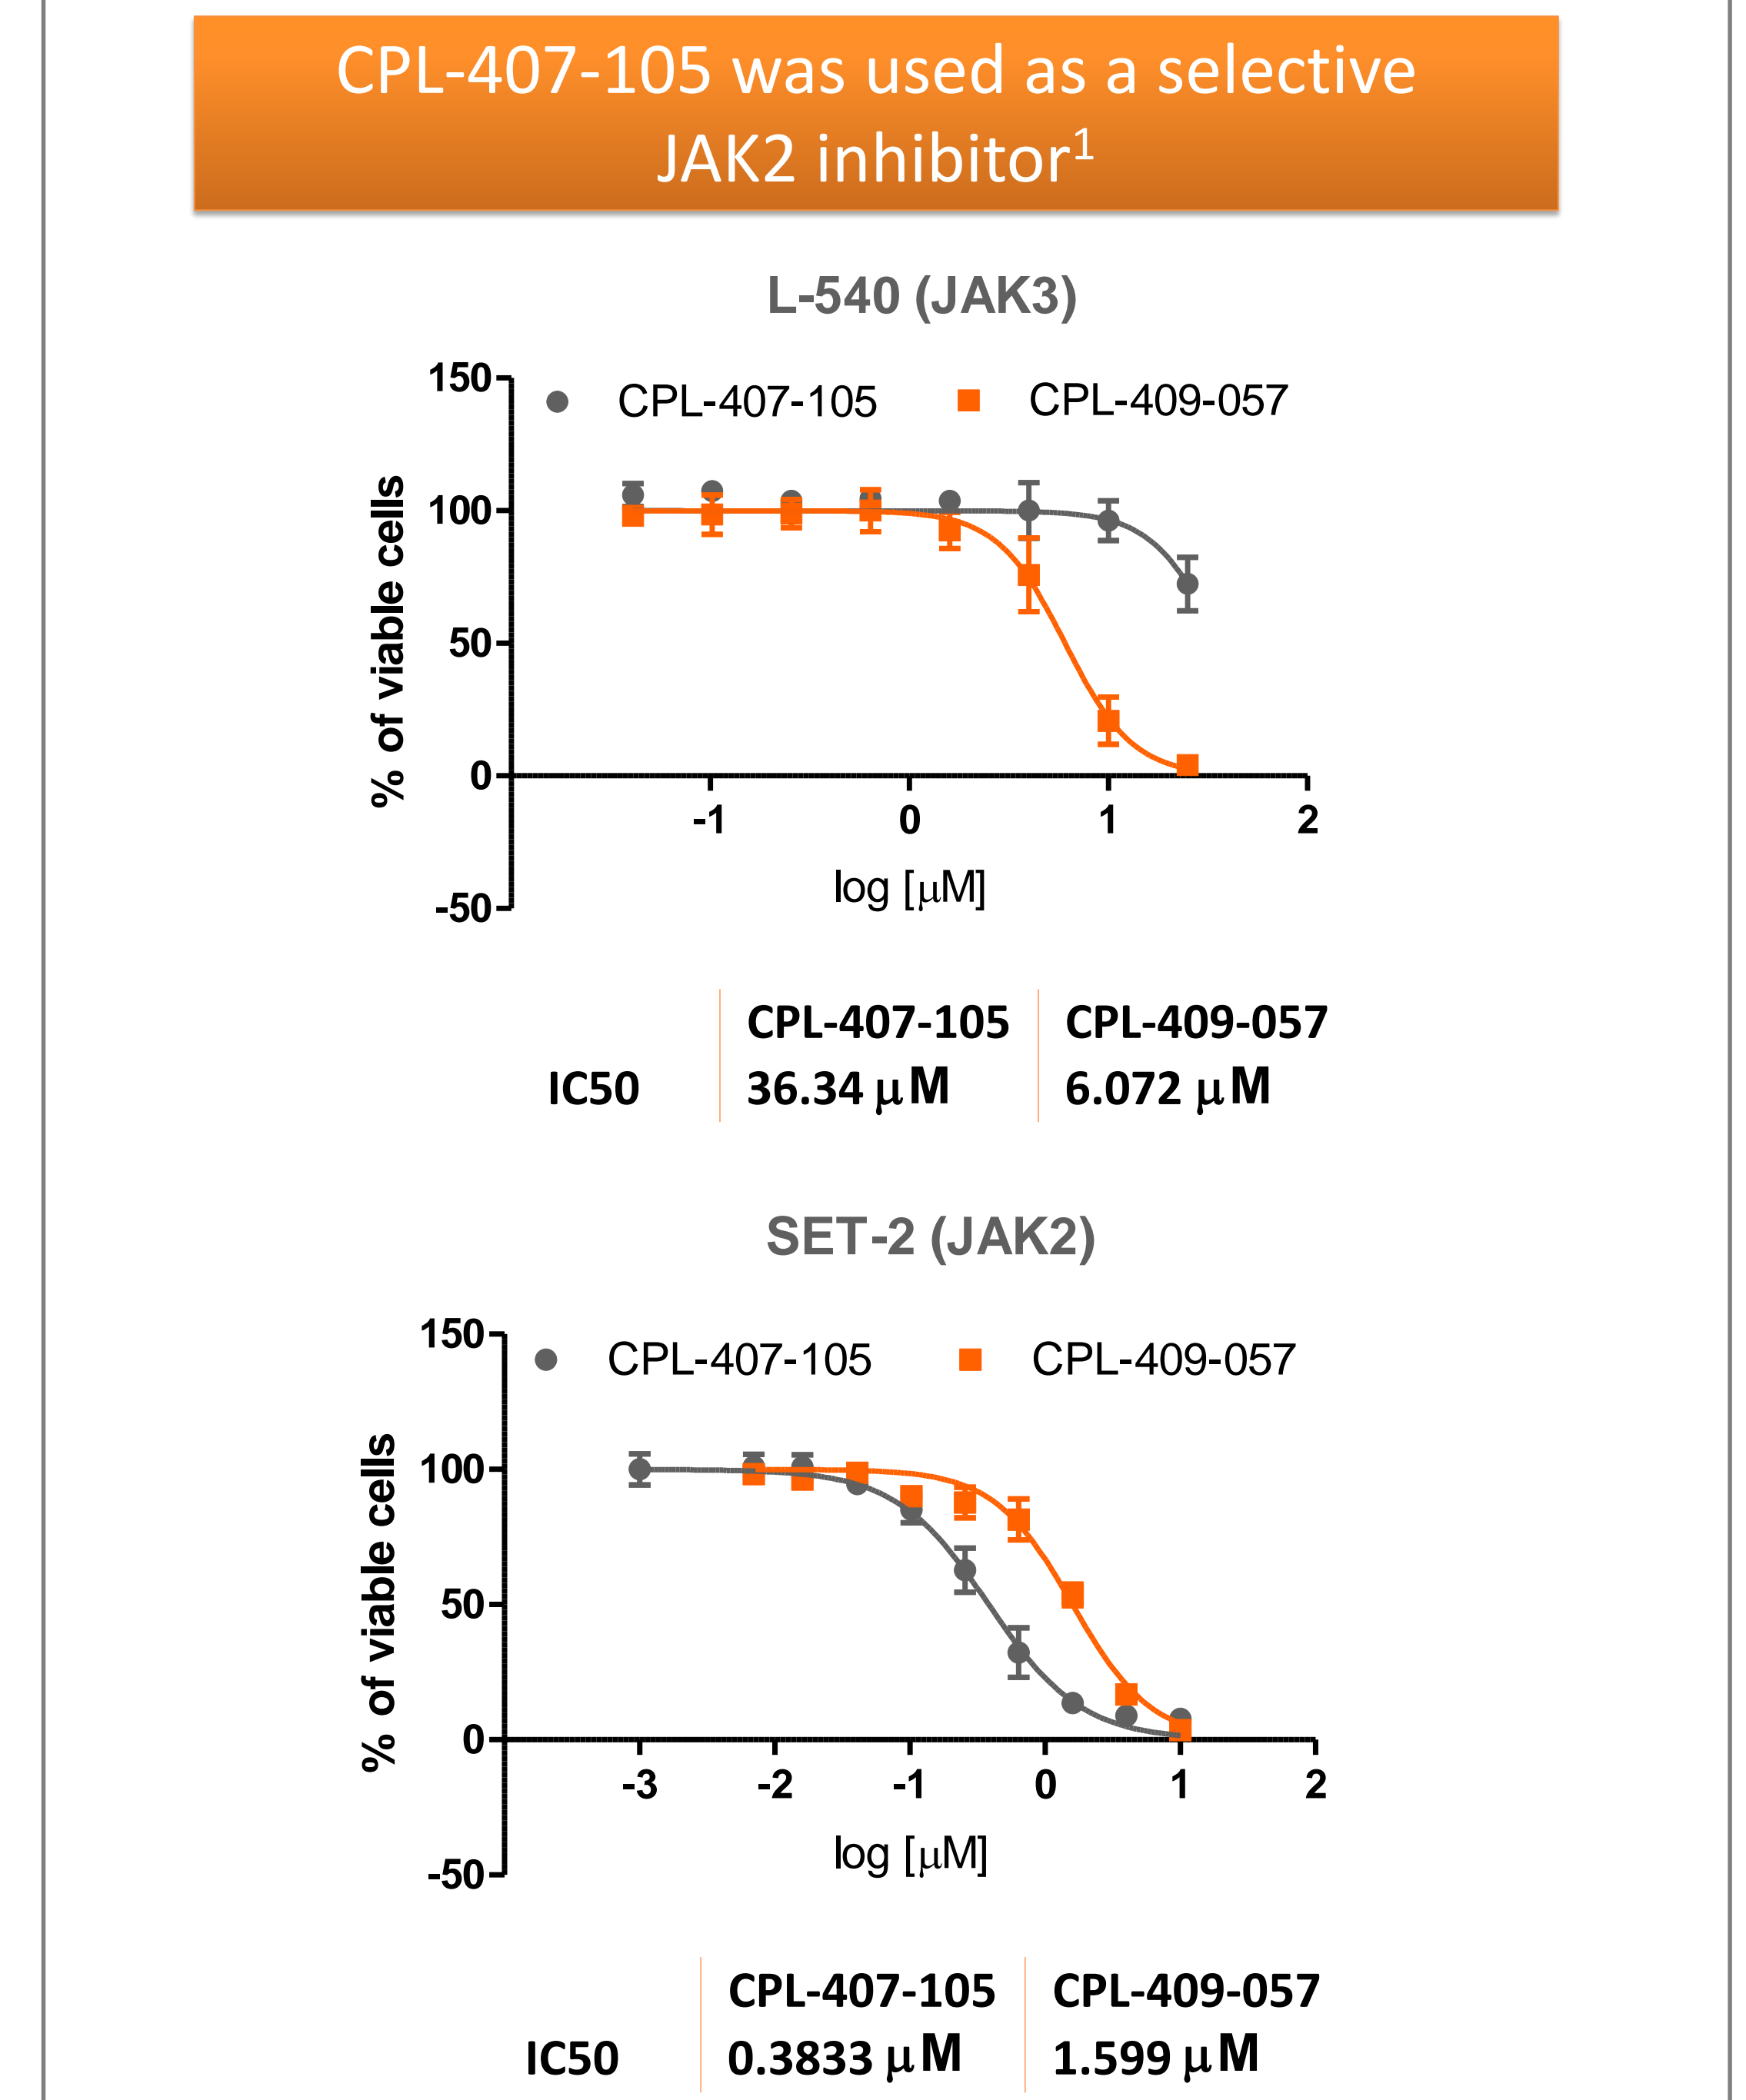 CPL-407-105 was used as a selective
JAK2 inhibitor¹
L-540 (JAK3)
150
CPL-407-105 CPL-409-057
100
50
0
-50
% of viable cells
-1 0 1 2
log [μM]
CPL-407-105 CPL-409-057
IC50 36.34 μM 6.072 μM
SET-2 (JAK2)
150
CPL-407-105 CPL-409-057
100
50
0
-50
% of viable cells
-3 -2 -1 0 1 2
log [μM]
CPL-407-105 CPL-409-057
IC50 0.3833 μM 1.599 μM